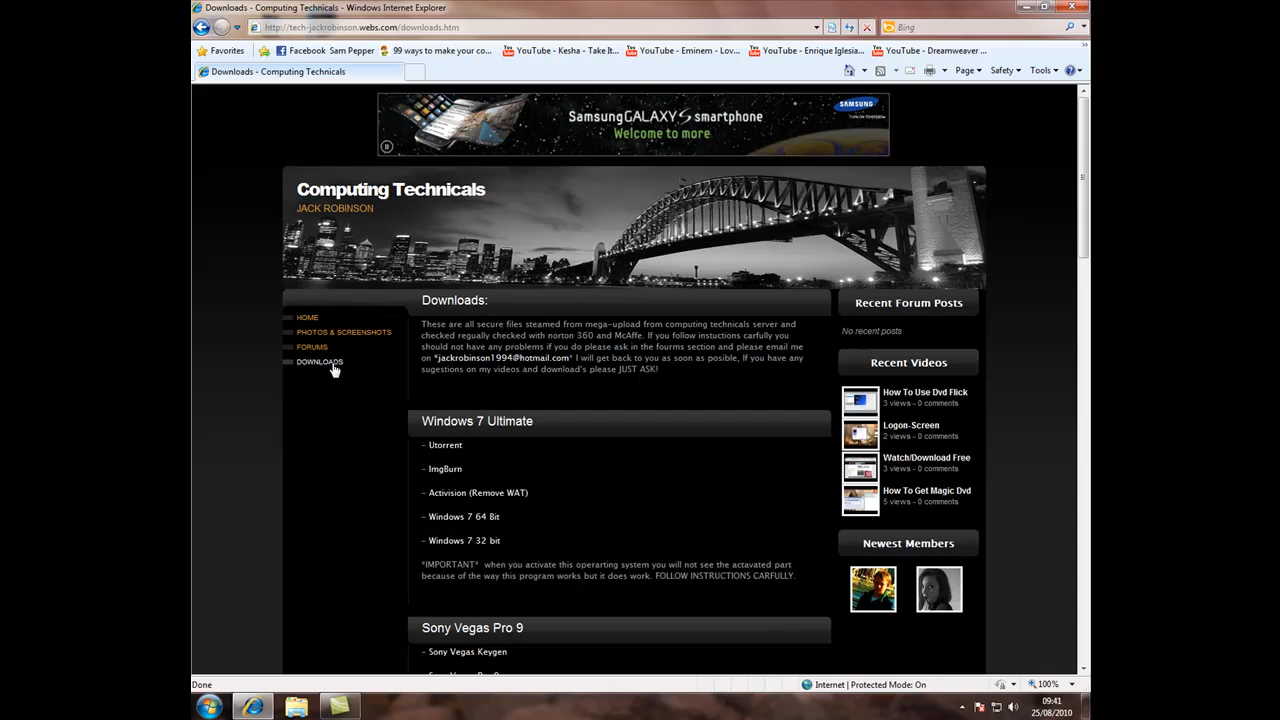 Downloads - Computing Technicals - Windows Internet Explorer
http://tech-jackrobinson.webs.com/downloads.htm
Bing
Favorites
Facebook
Sam Pepper
99 ways to make your co...
YouTube - Kesha - Take It...
YouTube - Eminem - Lov...
YouTube - Enrique Iglesia...
YouTube - Dreamweaver ...
Downloads - Computing Technicals
Page
Safety
Tools
SamsungGALAXYS smartphone
Welcome to more
SAMSUNG
TURN ON TOMORROW
Computing Technicals
JACK ROBINSON
HOME
PHOTOS & SCREENSHOTS
FORUMS
DOWNLOADS
Downloads:
These are all secure files steamed from mega-upload from computing technicals server and
checked regually checked with norton 360 and McAffe. If you follow instuctions carfully you
should not have any problems if you do please ask in the fourms section and please email me
on *jackrobinson1994@hotmail.com* I will get back to you as soon as posible, If you have any
sugestions on my videos and download's please JUST ASK!
Windows 7 Ultimate
- Utorrent
- ImgBurn
- Activision (Remove WAT)
- Windows 7 64 Bit
- Windows 7 32 bit
*IMPORTANT* when you activate this operarting system you will not see the actavated part
because of the way this program works but it does work. FOLLOW INSTRUCTIONS CARFULLY.
Sony Vegas Pro 9
- Sony Vegas Keygen
Recent Forum Posts
No recent posts
Recent Videos
How To Use Dvd Flick
3 views - 0 comments
Logon-Screen
2 views - 0 comments
Watch/Download Free
3 views - 0 comments
How To Get Magic Dvd
5 views - 0 comments
Newest Members
Done
Internet | Protected Mode: On
100%
09:41
25/08/2010